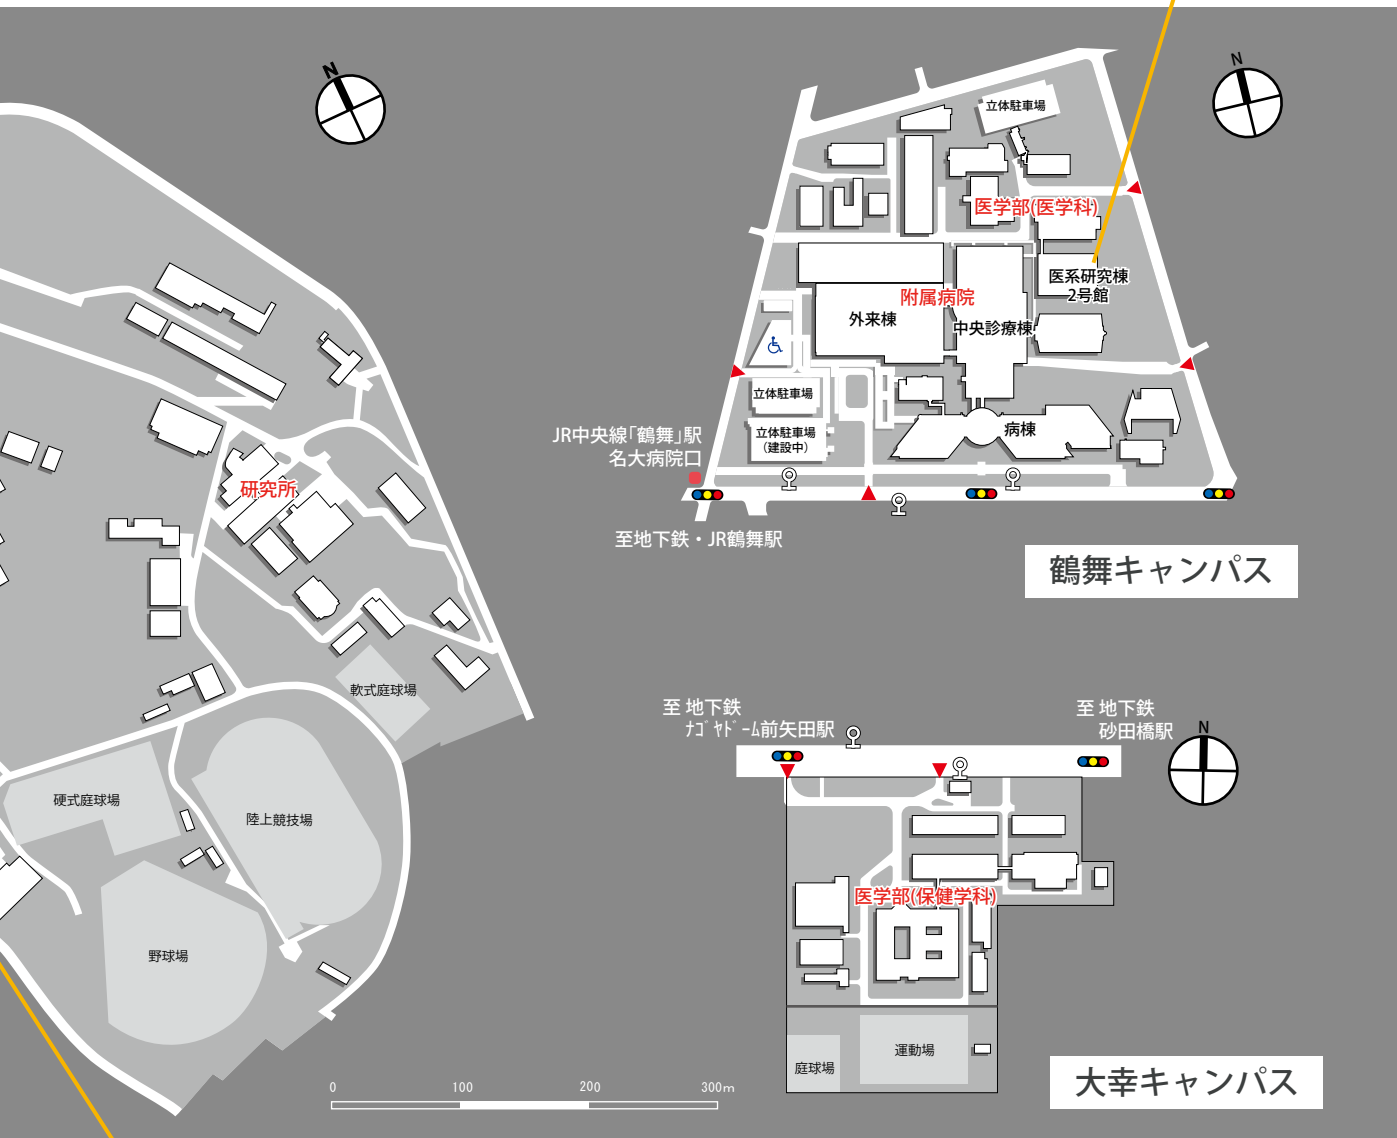 N
N
立体駐車場
医学部(医学科)
医系研究棟
2号館
附属病院
外来棟
中央診療棟
立体駐車場
立体駐車場
(建設中)
病棟
JR中央線「鶴舞」駅
名大病院口
至地下鉄・JR鶴舞駅
鶴舞キャンパス
研究所
軟式庭球場
硬式庭球場
陸上競技場
野球場
0 100 200 300m
至 地下鉄
ナゴヤドーム前矢田駅
至 地下鉄
砂田橋駅
N
医学部(保健学科)
運動場
庭球場
大幸キャンパス